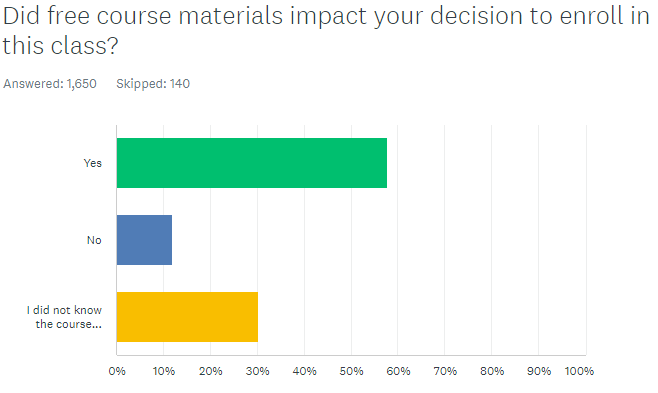 Did free course materials impact your decision to enroll in
this class?
Answered: 1,650 Skipped: 140
Yes
No
I did not know
the course...
0% 10% 20% 30% 40% 50% 60% 70% 80% 90% 100%